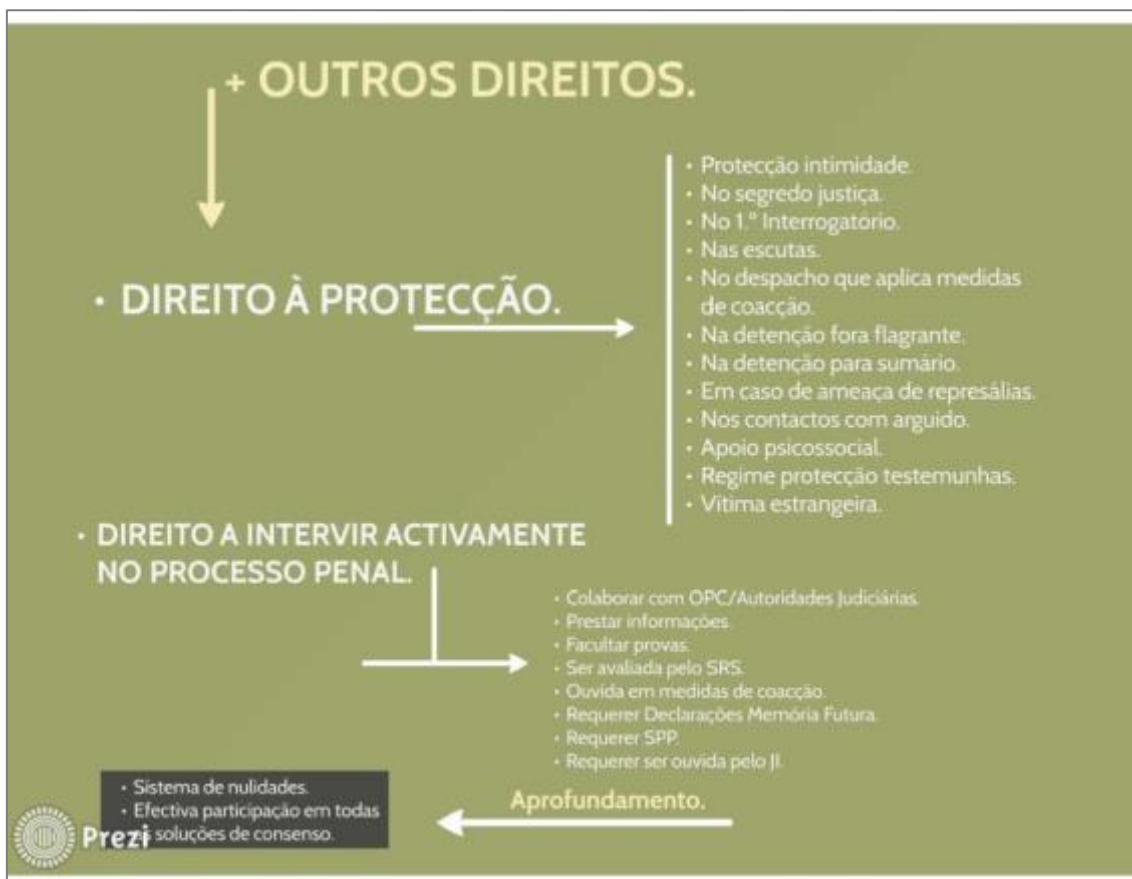 + OUTROS DIREITOS.
• DIREITO À PROTECÇÃO.
• Protecção intimidade.
• No segredo justiça.
• No 1.º Interrogatório.
• Nas escutas.
• No despacho que aplica medidas
de coacção.
• Na detenção fora flagrante.
• Na detenção para sumário.
• Em caso de ameaça de represálias.
• Nos contactos com arguido.
• Apoio psicossocial.
• Regime protecção testemunhas.
• Vítima estrangeira.
• DIREITO A INTERVIR ACTIVAMENTE
NO PROCESSO PENAL.
• Colaborar com OPC/Autoridades Judiciárias.
• Prestar informações.
• Facultar provas.
• Ser avaliada pelo SRS.
• Ouvida em medidas de coacção.
• Requerer Declarações Memória Futura.
• Requerer SPP.
• Requerer ser ouvida pelo JI.
Aprofundamento.
• Sistema de nulidades.
• Efectiva participação em todas
soluções de consenso.
Prezi